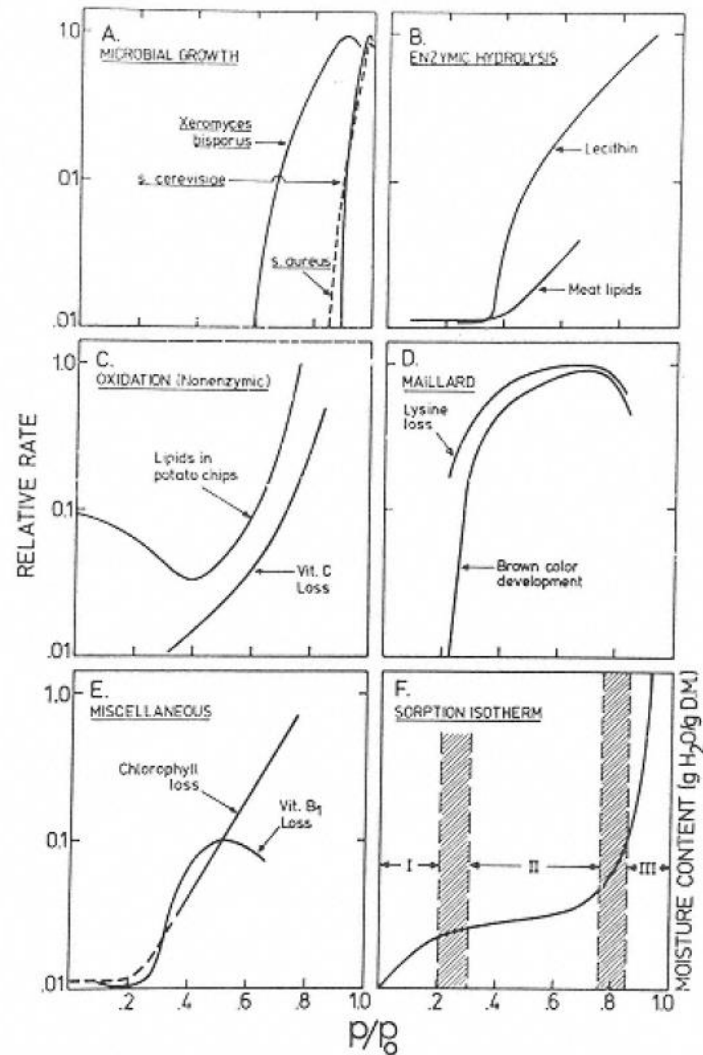 A.
MICROBIAL GROWTH
1.0
Xeromyces
bisporus
s. cerevisiae
0.1
s. aureus
.01
B.
ENZYMIC HYDROLYSIS
Lecithin
Meat lipids
C.
1.0
OXIDATION (Nonenzymic)
Lipids in
potato chips
0.1
Vit. C
Loss
.01
D.
MAILLARD
Lysine
loss
Brown color
development
RELATIVE RATE
E.
1.0
MISCELLANEOUS
Chlorophyll
loss
Vit. B1
Loss
0.1
0.01
.2 .4 .6 .8 1.0
F.
SORPTION ISOTHERM
I II III
.2 .4 .6 .8 1.0
MOISTURE CONTENT (g H2O/g D.M.)
p/po